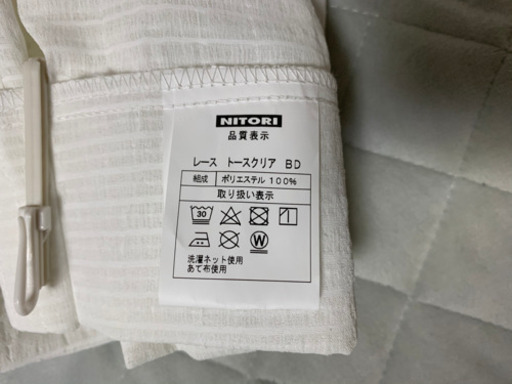 NITORI
品質表示
レース トースクリア BD
組成 ポリエステル 100%
取り扱い表示
30
W
洗濯ネット使用
あて布使用